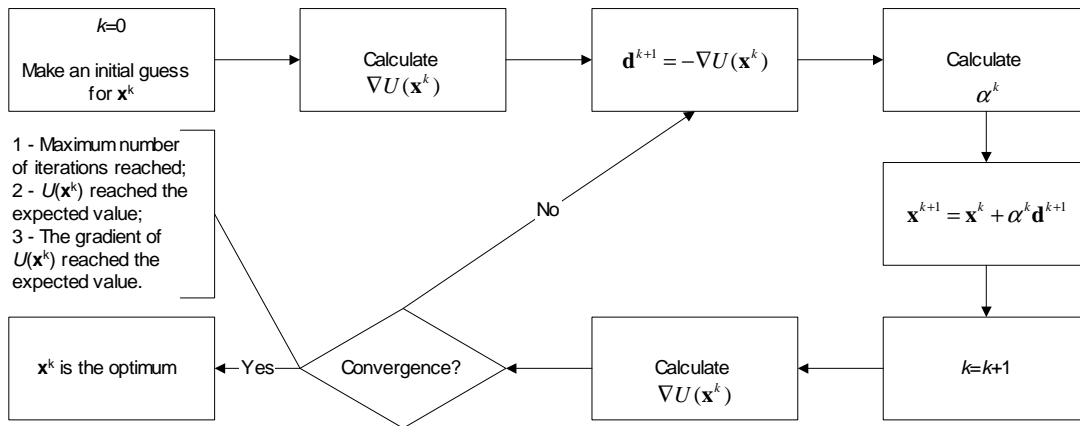 k=0
Make an initial guess
for x^k
Calculate
∇U(x^k)
d^{k+1} = −∇U(x^k)
Calculate
α^k
1 - Maximum number
of iterations reached;
2 - U(x^k) reached the
expected value;
3 - The gradient of
U(x^k) reached the
expected value.
No
x^{k+1} = x^k + α^k d^{k+1}
x^k is the optimum
Yes
Convergence?
Calculate
∇U(x^k)
k=k+1